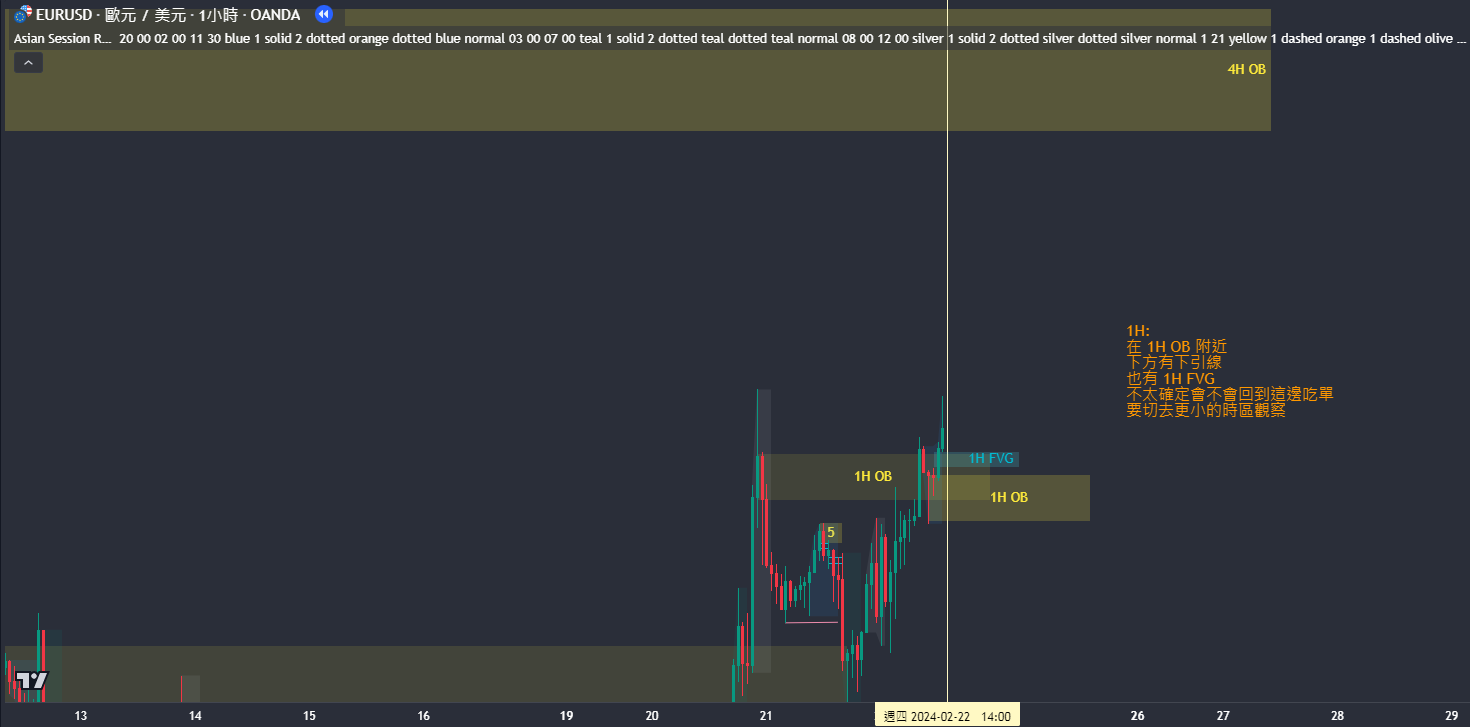 EURUSD · 歐元 / 美元 · 1小時 · OANDA
Asian Session R... 20 00 02 00 11 30 blue 1 solid 2 dotted orange dotted blue normal 03 00 07 00 teal 1 solid 2 dotted teal dotted teal normal 08 00 12 00 silver 1 solid 2 dotted silver dotted silver normal 1 21 yellow 1 dashed orange 1 dashed olive ...
4H OB
1H:
在 1H OB 附近
下方有下引線
也有 1H FVG
不太確定會不會回到這邊吃單
要切去更小的時區觀察
1H FVG
1H OB
1H OB
5
13 14 15 16 19 20 21 週四 2024-02-22 14:00 26 27 28 29